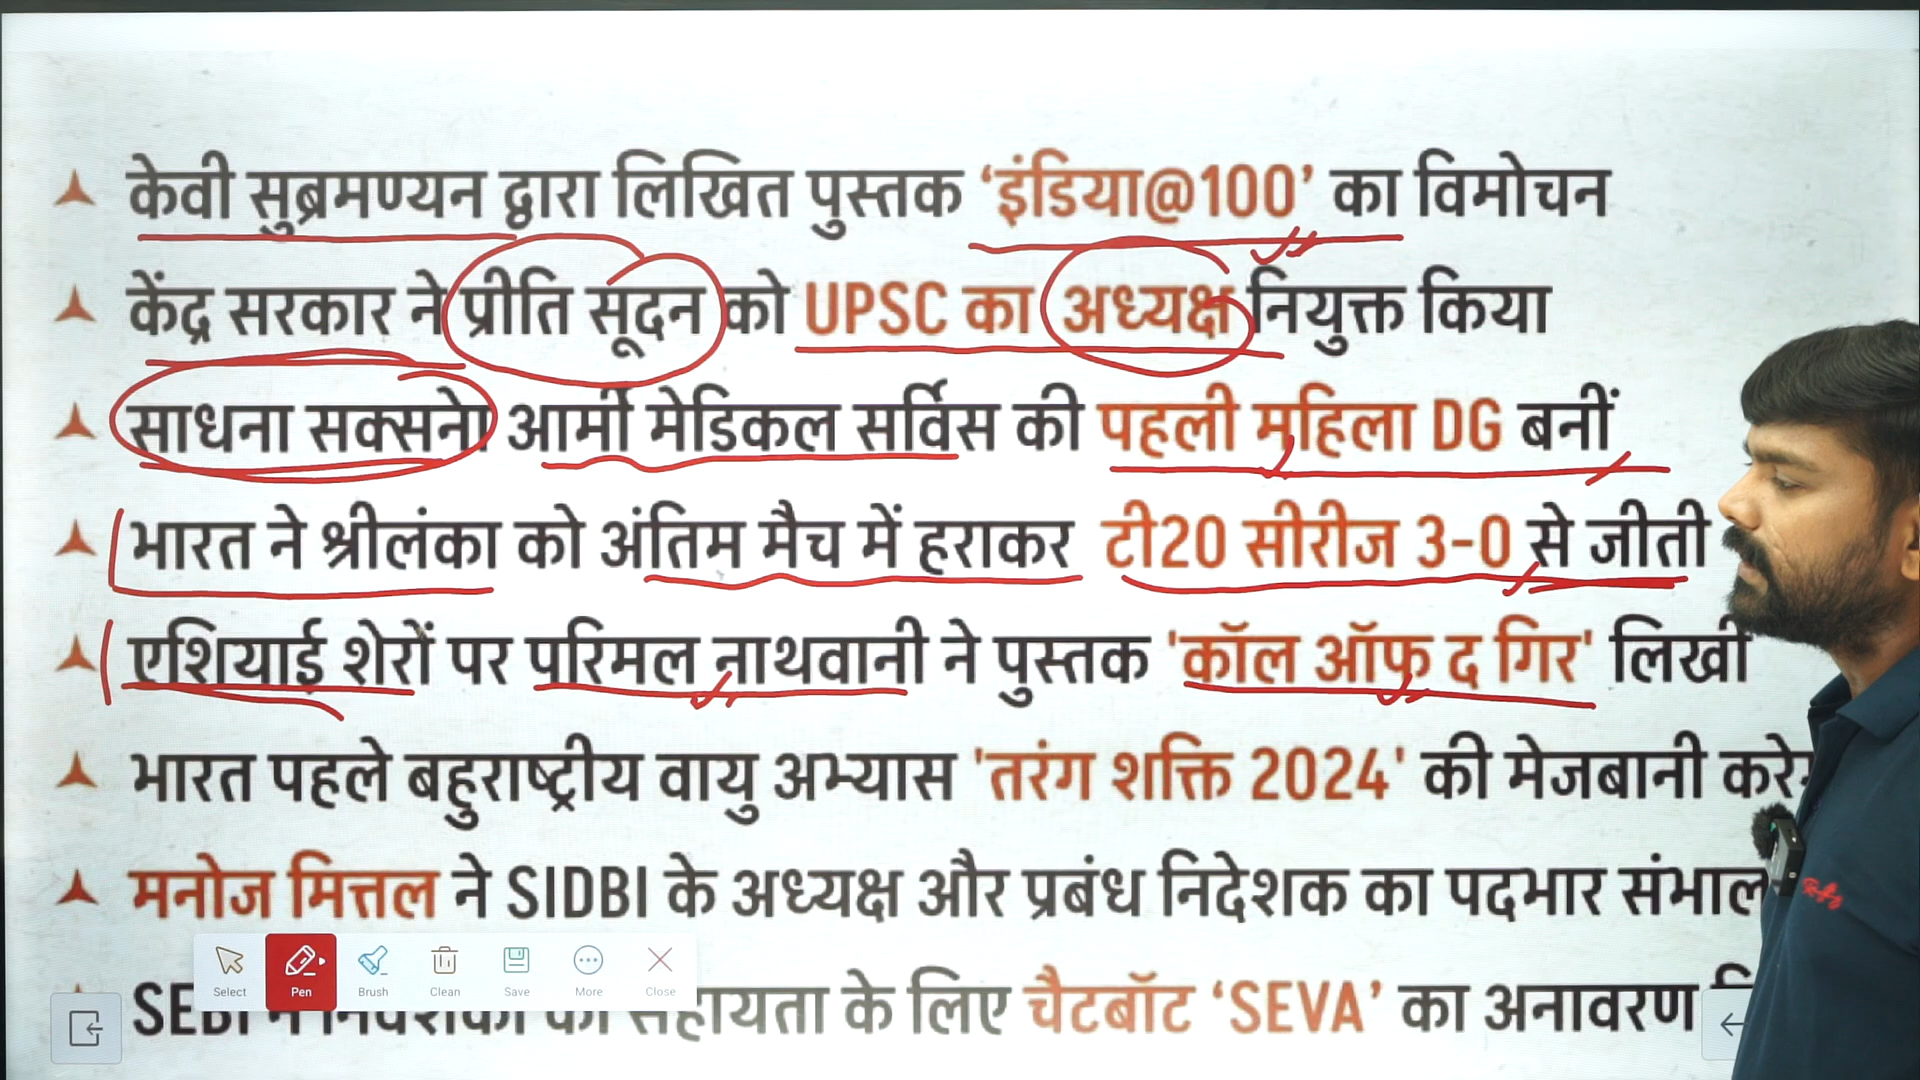 केवी सुब्रमण्यन द्वारा लिखित पुस्तक ‘इंडिया@100’ का विमोचन
केंद्र सरकार ने प्रीति सूदन को UPSC का अध्यक्ष नियुक्त किया
साधना सक्सेना आर्मी मेडिकल सर्विस की पहली महिला DG बनीं
भारत ने श्रीलंका को अंतिम मैच में हराकर टी20 सीरीज 3-0 से जीती
एशियाई शेरों पर परिमल नाथवानी ने पुस्तक 'कॉल ऑफ द गिर' लिखी
भारत पहले बहुराष्ट्रीय वायु अभ्यास 'तरंग शक्ति 2024' की मेजबानी
मनोज मित्तल ने SIDBI के अध्यक्ष और प्रबंध निदेशक का पदभार
Select Pen Brush Clean Save More Close
SEBI ने निवेशकों की सहायता के लिए चैटबॉट ‘SEVA’ का अनावरण